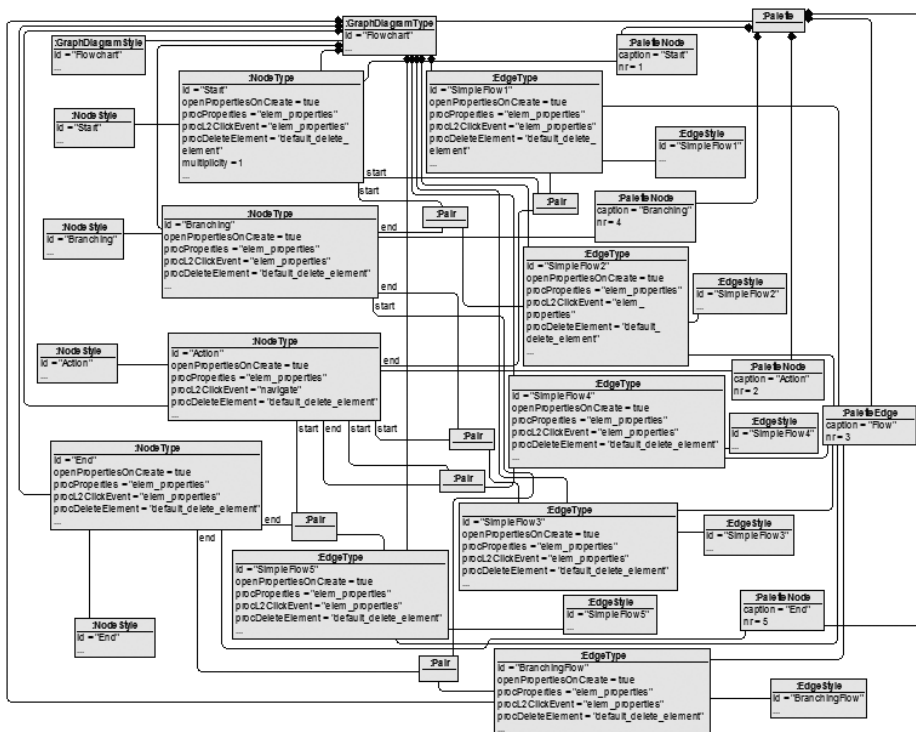 :GraphDiagramType
id = "Flowchart"
...
:Palette
:GraphDiagramStyle
id = "Flowchart"
...
:PaletteNode
caption = "Start"
nr = 1
:NodeType
id = "Start"
openPropertiesOnCreate = true
procProperties = "elem_properties"
procL2ClickEvent = "elem_properties"
procDeleteElement = "default_delete_
element"
multiplicity = 1
...
:EdgeType
id = "SimpleFlow1"
openPropertiesOnCreate = true
procProperties = "elem_properties"
procL2ClickEvent = "elem_properties"
procDeleteElement = "default_delete_
element"
...
:NodeStyle
id = "Start"
...
:EdgeStyle
id = "SimpleFlow1"
...
start
start
:Pair
:Pair
:PaletteNode
caption = "Branching"
nr = 4
:NodeType
id = "Branching"
openPropertiesOnCreate = true
procProperties = "elem_properties"
procL2ClickEvent = "elem_properties"
procDeleteElement = "default_delete_element"
...
end
:NodeStyle
id = "Branching"
...
:EdgeType
id = "SimpleFlow2"
openPropertiesOnCreate = true
procProperties = "elem_properties"
procL2ClickEvent = "elem_
properties"
procDeleteElement = "default_
delete_element"
...
:EdgeStyle
id = "SimpleFlow2"
...
end
start
:NodeType
id = "Action"
openPropertiesOnCreate = true
procProperties = "elem_properties"
procL2ClickEvent = "navigate"
procDeleteElement = "default_delete_element"
...
end
:NodeStyle
id = "Action"
...
:PaletteNode
caption = "Action"
nr = 2
:EdgeType
id = "SimpleFlow4"
openPropertiesOnCreate = true
procProperties = "elem_properties"
procL2ClickEvent = "elem_properties"
procDeleteElement = "default_delete_element"
...
:PaletteEdge
caption = "Flow"
nr = 3
:EdgeStyle
id = "SimpleFlow4"
...
start
end
start
start
:Pair
:NodeType
id = "End"
openPropertiesOnCreate = true
procProperties = "elem_properties"
procL2ClickEvent = "elem_properties"
procDeleteElement = "default_delete_element"
...
end
end
end
:Pair
:Pair
:EdgeType
id = "SimpleFlow3"
openPropertiesOnCreate = true
procProperties = "elem_properties"
procL2ClickEvent = "elem_properties"
procDeleteElement = "default_delete_element"
...
:EdgeStyle
id = "SimpleFlow3"
...
:EdgeType
id = "SimpleFlow5"
openPropertiesOnCreate = true
procProperties = "elem_properties"
procL2ClickEvent = "elem_properties"
procDeleteElement = "default_delete_element"
...
:EdgeStyle
id = "SimpleFlow5"
...
:PaletteNode
caption = "End"
nr = 5
:NodeStyle
id = "End"
...
:Pair
:EdgeType
id = "BranchingFlow"
openPropertiesOnCreate = true
procProperties = "elem_properties"
procL2ClickEvent = "elem_properties"
procDeleteElement = "default_delete_element"
...
:EdgeStyle
id = "BranchingFlow"
...